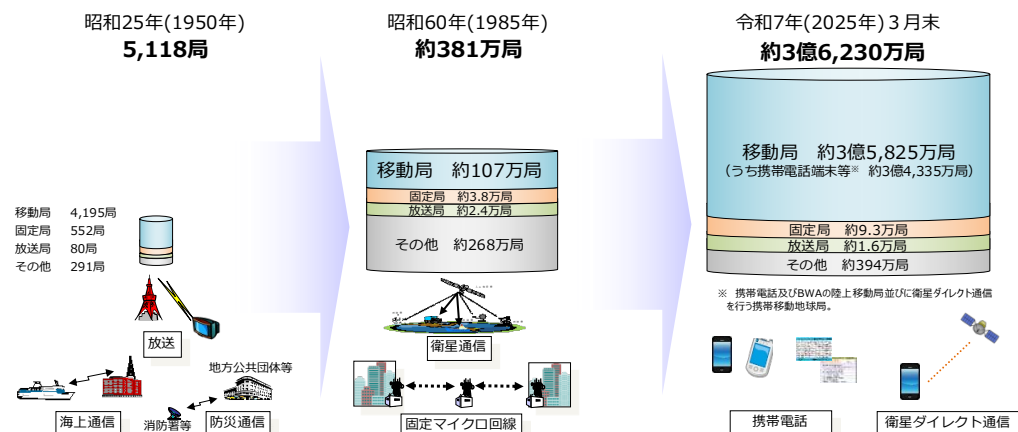 昭和25年(1950年)
5,118局
移動局 4,195局
固定局 552局
放送局 80局
その他 291局
放送
海上通信
地方公共団体等
消防署等
防災通信
昭和60年(1985年)
約381万局
移動局 約107万局
固定局 約3.8万局
放送局 約2.4万局
その他 約268万局
衛星通信
固定マイクロ回線
令和7年(2025年)３月末
約3億6,230万局
移動局 約3億5,825万局
(うち携帯電話端末等※ 約3億4,335万局)
固定局 約9.3万局
放送局 約1.6万局
その他 約394万局
※ 携帯電話及びBWAの陸上移動局並びに衛星ダイレクト通信
を行う携帯移動地球局。
携帯電話
衛星ダイレクト通信